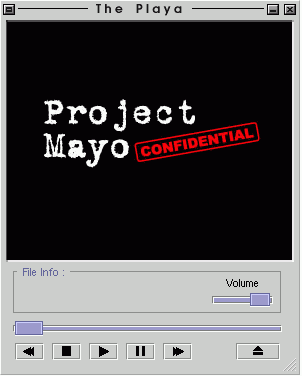 The Playa
Project
Mayo
CONFIDENTIAL
File Info :
Volume